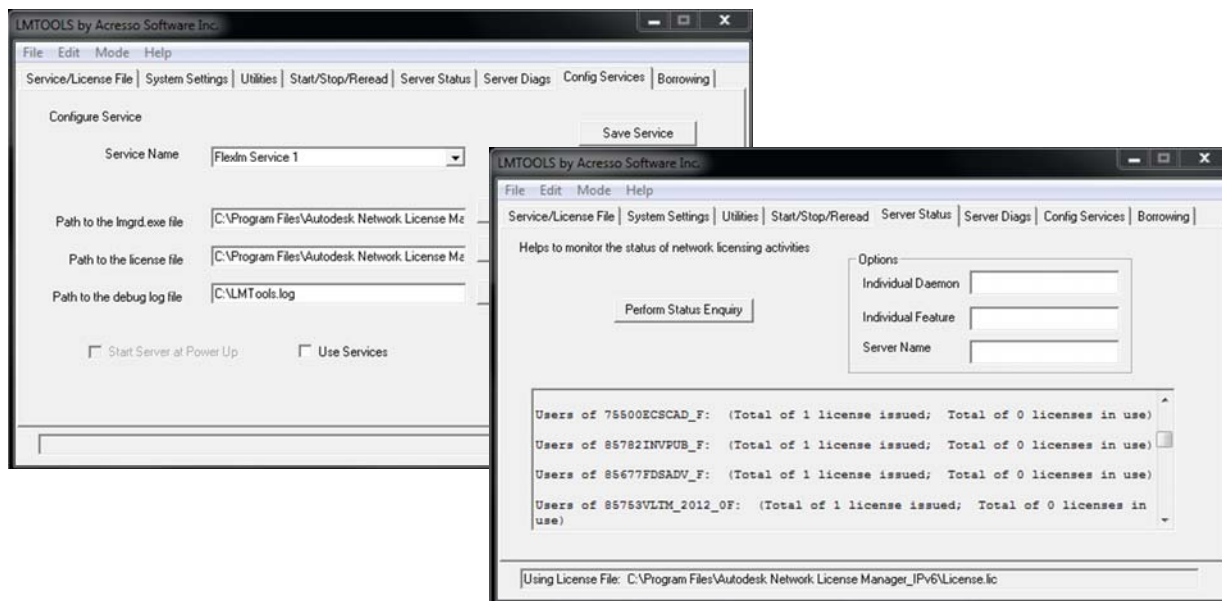 LMTOOLS by Acresso Software Inc.
File Edit Mode Help
Service/License File System Settings Utilities Start/Stop/Reread Server Status Server Diags Config Services Borrowing
Configure Service
Save Service
Service Name
Flexlm Service 1
Path to the lmgrd.exe file
C:\Program Files\Autodesk Network License Ma
Path to the license file
C:\Program Files\Autodesk Network License Ma
Path to the debug log file
C:\LMTools.log
Start Server at Power Up
Use Services
LMTOOLS by Acresso Software Inc.
File Edit Mode Help
Service/License File System Settings Utilities Start/Stop/Reread Server Status Server Diags Config Services Borrowing
Helps to monitor the status of network licensing activities
Options
Individual Daemon
Perform Status Enquiry
Individual Feature
Server Name
Users of 75500ECSCAD_F: (Total of 1 license issued; Total of 0 licenses in use)
Users of 85782INVPUB_F: (Total of 1 license issued; Total of 0 licenses in use)
Users of 85677FDSADV_F: (Total of 1 license issued; Total of 0 licenses in use)
Users of 85753VLTM_2012_0F: (Total of 1 license issued; Total of 0 licenses in
use)
Using License File: C:\Program Files\Autodesk Network License Manager_IPv6\License.lic